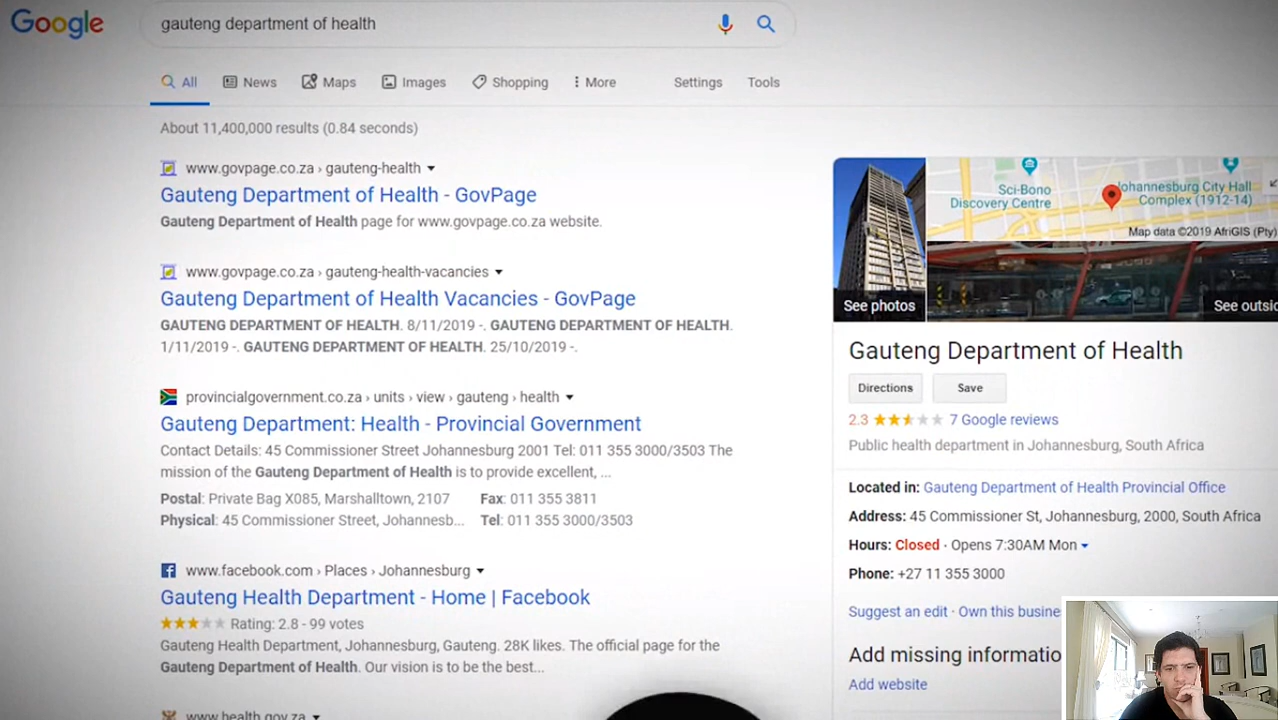 Google
gauteng department of health
All
News
Maps
Images
Shopping
More
Settings
Tools
About 11,400,000 results (0.84 seconds)
www.govpage.co.za › gauteng-health
Gauteng Department of Health - GovPage
Gauteng Department of Health page for www.govpage.co.za website.
www.govpage.co.za › gauteng-health-vacancies
Gauteng Department of Health Vacancies - GovPage
GAUTENG DEPARTMENT OF HEALTH. 8/11/2019 -. GAUTENG DEPARTMENT OF HEALTH.
1/11/2019 -. GAUTENG DEPARTMENT OF HEALTH. 25/10/2019 -.
provincialgovernment.co.za › units › view › gauteng › health
Gauteng Department: Health - Provincial Government
Contact Details: 45 Commissioner Street Johannesburg 2001 Tel: 011 355 3000/3503 The
mission of the Gauteng Department of Health is to provide excellent, ...
Postal: Private Bag X085, Marshalltown, 2107
Fax: 011 355 3811
Physical: 45 Commissioner Street, Johannesb...
Tel: 011 355 3000/3503
www.facebook.com › Places › Johannesburg
Gauteng Health Department - Home | Facebook
Rating: 2.8 - 99 votes
Gauteng Health Department, Johannesburg, Gauteng. 28K likes. The official page for the
Gauteng Department of Health. Our vision is to be the best...
www.health.gov.za
Sci-Bono
Discovery Centre
Johannesburg City Hall
Complex (1912-14)
Map data ©2019 AfriGIS (Pty)
See photos
See outsid
Gauteng Department of Health
Directions
Save
2.3
7 Google reviews
Public health department in Johannesburg, South Africa
Located in: Gauteng Department of Health Provincial Office
Address: 45 Commissioner St, Johannesburg, 2000, South Africa
Hours: Closed · Opens 7:30AM Mon
Phone: +27 11 355 3000
Suggest an edit · Own this busine
Add missing informatio
Add website